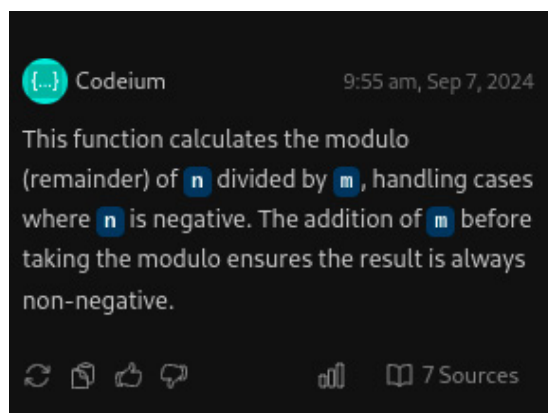 {...} Codeium 9:55 am, Sep 7, 2024
This function calculates the modulo
(remainder) of n divided by m, handling cases
where n is negative. The addition of m before
taking the modulo ensures the result is always
non-negative.
7 Sources